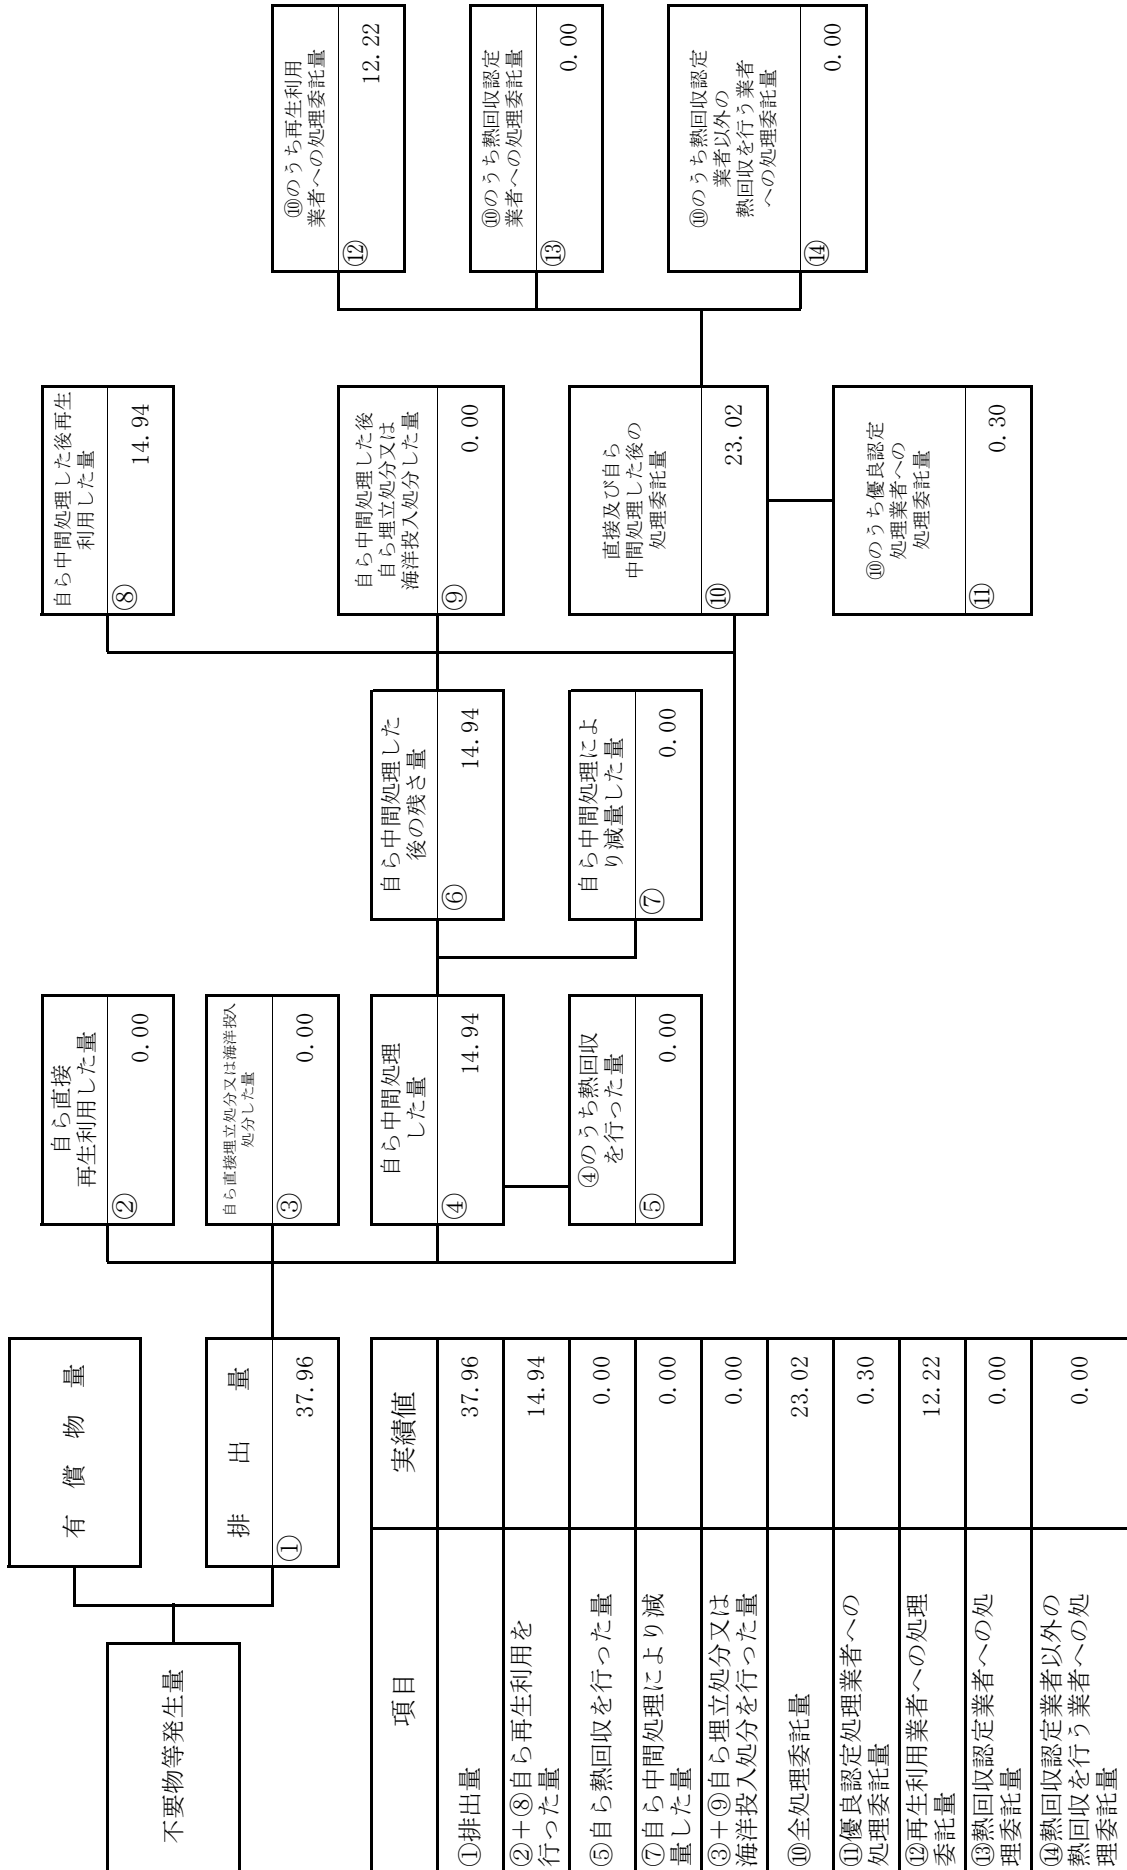 不要物等発生量
有償物量
排出量
①
37.96
自ら直接
再生利用した量
②
0.00
自ら直接埋立処分又は海洋投入
処分した量
③
0.00
自ら中間処理
した量
④
14.94
④のうち熱回収
を行った量
⑤
0.00
自ら中間処理した
後の残さ量
⑥
14.94
自ら中間処理によ
り減量した量
⑦
0.00
自ら中間処理した後再生
利用した量
⑧
14.94
自ら中間処理した後
自ら埋立処分又は
海洋投入処分した量
⑨
0.00
直接及び自ら
中間処理した後の
処理委託量
⑩
23.02
⑩のうち優良認定
処理業者への
処理委託量
⑪
0.30
⑩のうち再生利用
業者への処理委託量
⑫
12.22
⑩のうち熱回収認定
業者への処理委託量
⑬
0.00
⑩のうち熱回収認定
業者以外の
熱回収を行う業者
への処理委託量
⑭
0.00
項目
実績値
①排出量
37.96
②+⑧自ら再生利用を
行った量
14.94
⑤自ら熱回収を行った量
0.00
⑦自ら中間処理により減
量した量
0.00
③+⑨自ら埋立処分又は
海洋投入処分を行った量
0.00
⑩全処理委託量
23.02
⑪優良認定処理業者への
処理委託量
0.30
⑫再生利用業者への処理
委託量
12.22
⑬熱回収認定業者への処
理委託量
0.00
⑭熱回収認定業者以外の
熱回収を行う業者への処
理委託量
0.00